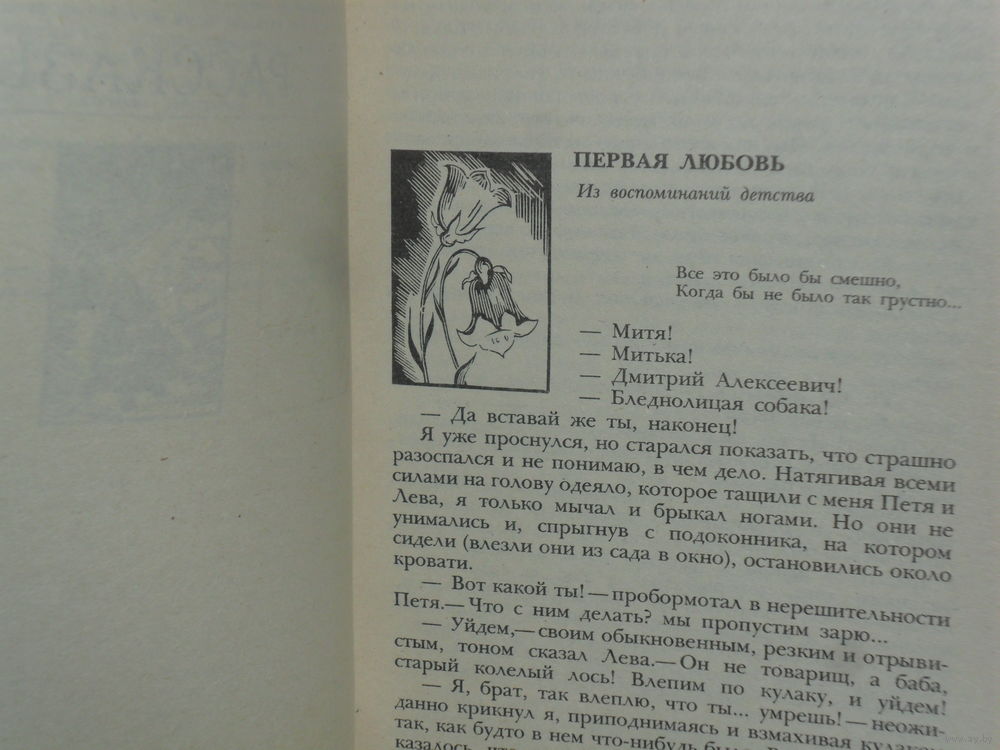 ПЕРВАЯ ЛЮБОВЬ
Из воспоминаний детства
Все это было бы смешно,
Когда бы не было так грустно...
— Митя!
— Митька!
— Дмитрий Алексеевич!
— Бледнолицая собака!
— Да вставай же ты, наконец!
Я уже проснулся, но старался показать, что страшно
разоспался и не понимаю, в чем дело. Натягивая всеми
силами на голову одеяло, которое тащили с меня Петя и
Лева, я только мычал и брыкал ногами. Но они не
унимались и, спрыгнув с подоконника, на котором
сидели (влезли они из сада в окно), остановились около
кровати.
— Вот какой ты! — пробормотал в нерешительности
Петя.— Что с ним делать? мы пропустим зарю...
— Уйдем,— своим обыкновенным, резким и отрыви-
стым, тоном сказал Лева.— Он не товарищ, а баба,
старый колелый лось! Влепим по кулаку, и уйдем!
— Я, брат, так влеплю, что ты... умрешь! — неожи-
данно крикнул я, приподнимаясь и взмахивая
так, как будто в нем что-нибудь
казалось
РАССКАЗЫ